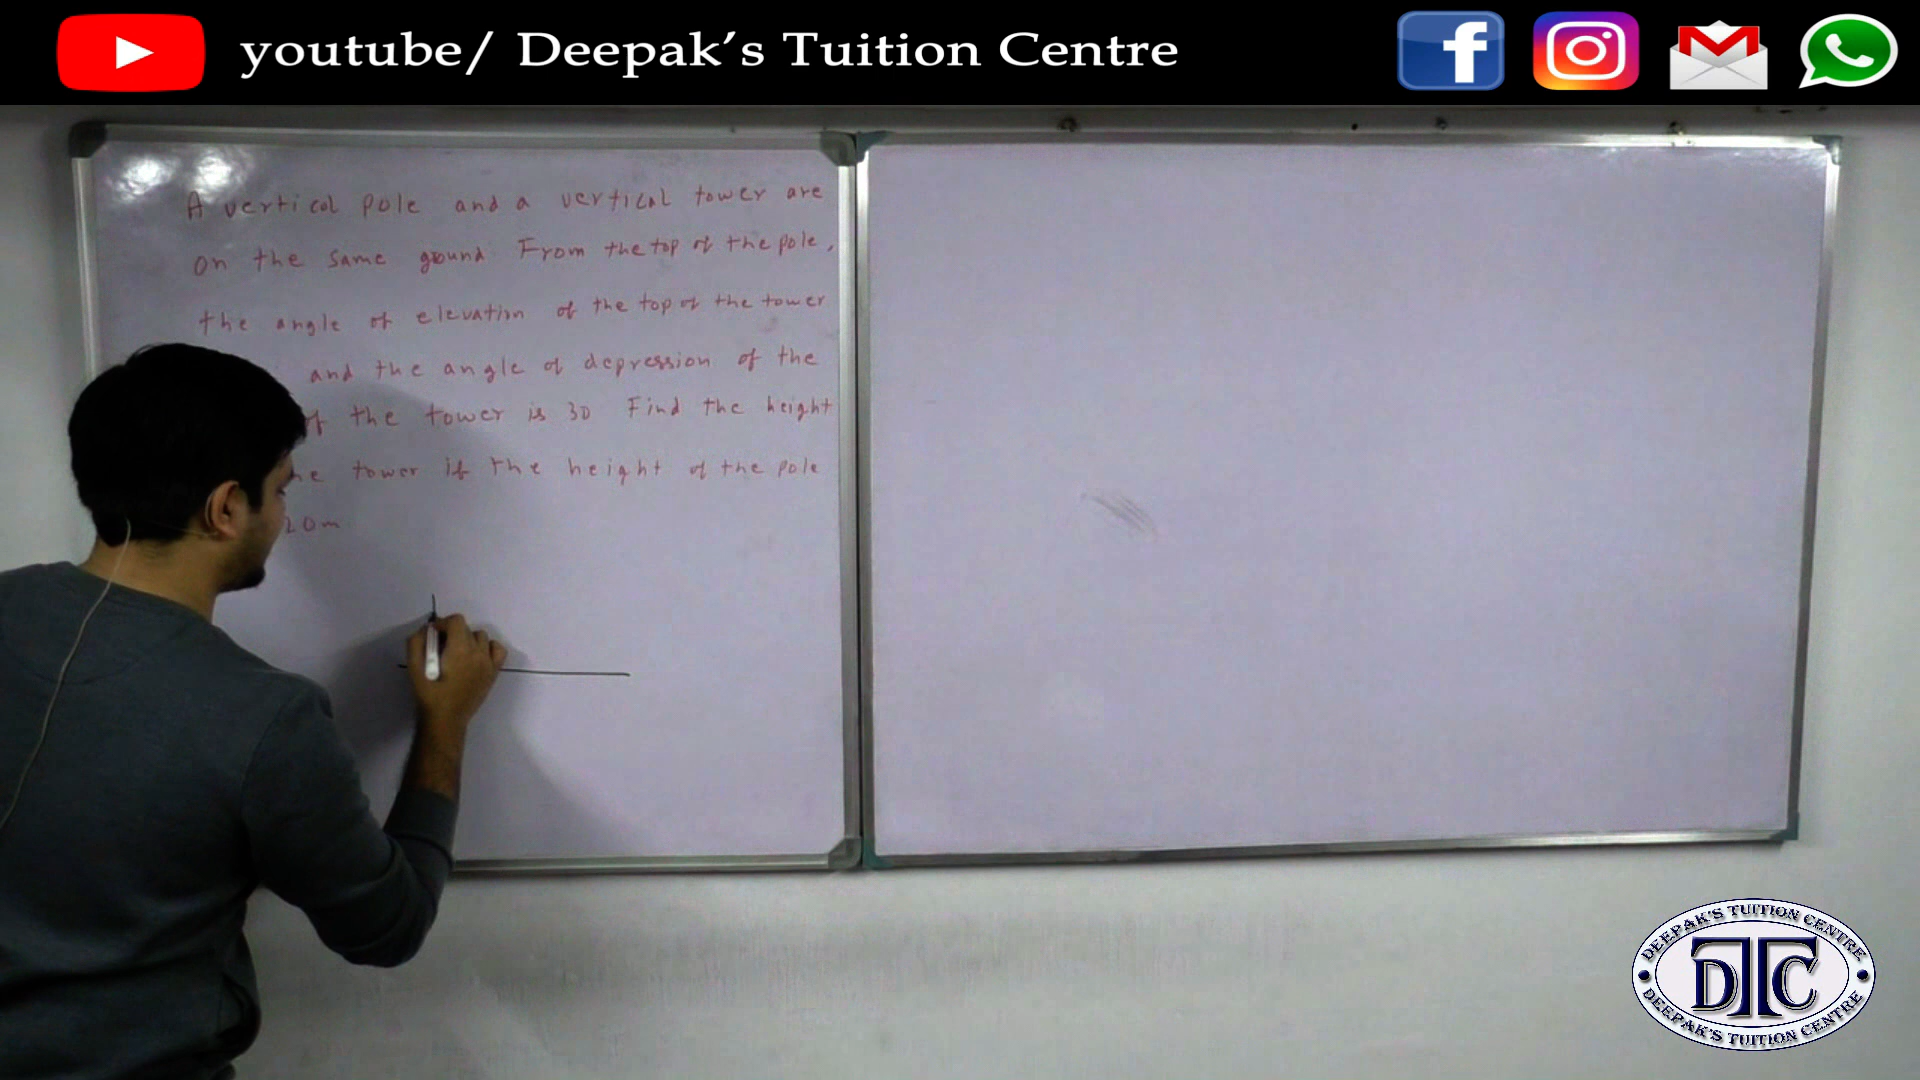 youtube/ Deepak's Tuition Centre
A vertical pole and a vertical tower are
on the same gound From the top of the pole,
the angle of elevation of the top of the tower
and the angle of depression of the
of the tower is 30 Find the height
tower if the height of the pole
20m
DEEPAK'S TUITION CENTRE
DTC
DEEPAK'S TUITION CENTRE